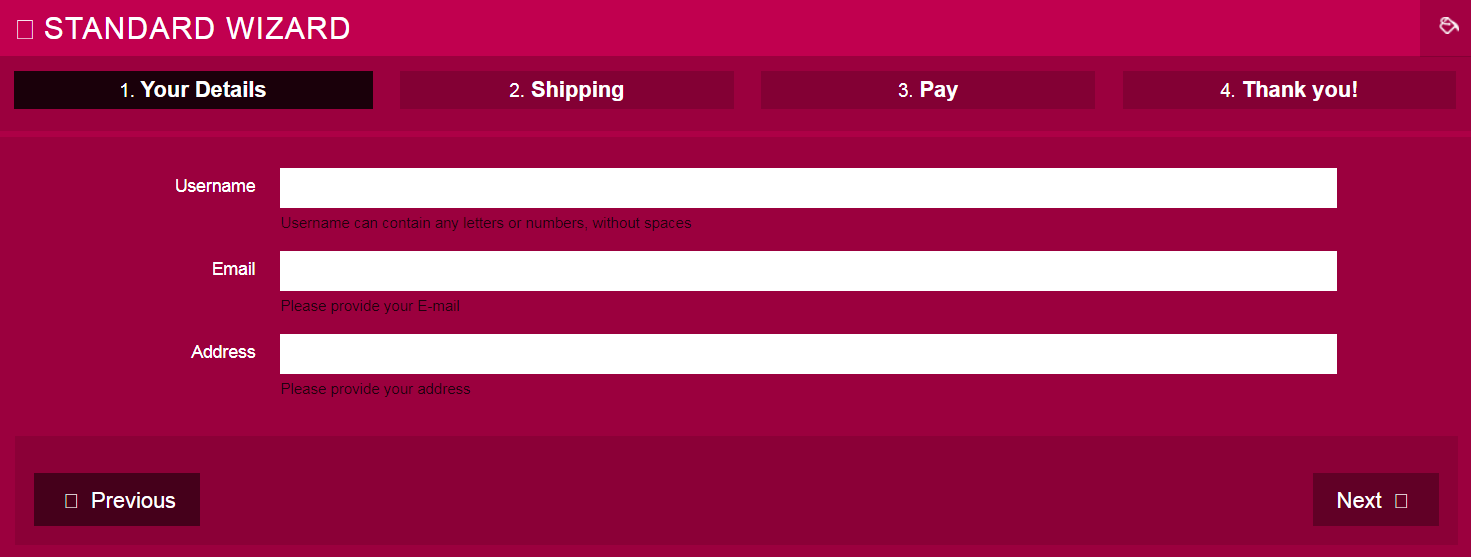 STANDARD WIZARD
1. Your Details
2. Shipping
3. Pay
4. Thank you!
Username
Username can contain any letters or numbers, without spaces
Email
Please provide your E-mail
Address
Please provide your address
Previous
Next